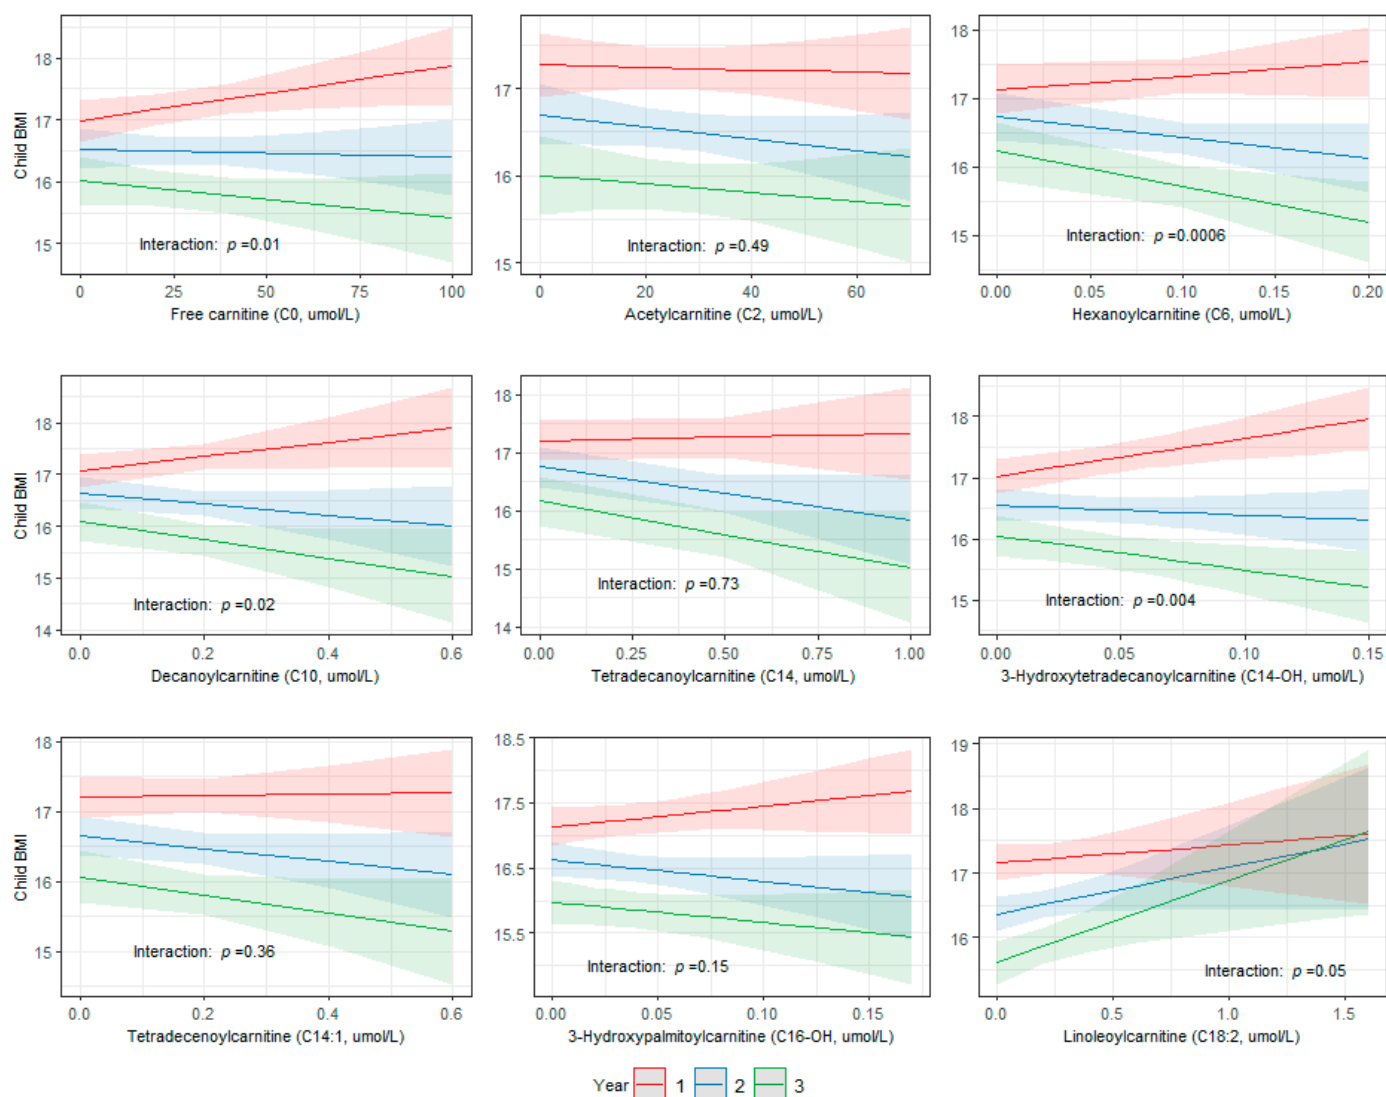 Child BMI
18
17
16
15
0 25 50 75 100
Free carnitine (C0, umol/L)
Interaction: p =0.01
17
16
15
0 20 40 60
Acetylcarnitine (C2, umol/L)
Interaction: p =0.49
18
17
16
15
0.00 0.05 0.10 0.15 0.20
Hexanoylcarnitine (C6, umol/L)
Interaction: p =0.0006
Child BMI
18
17
16
15
14
0.0 0.2 0.4 0.6
Decanoylcarnitine (C10, umol/L)
Interaction: p =0.02
18
17
16
15
14
0.00 0.25 0.50 0.75 1.00
Tetradecanoylcarnitine (C14, umol/L)
Interaction: p =0.73
18
17
16
15
0.00 0.05 0.10 0.15
3-Hydroxytetradecanoylcarnitine (C14-OH, umol/L)
Interaction: p =0.004
Child BMI
18
17
16
15
0.0 0.2 0.4 0.6
Tetradecenoylcarnitine (C14:1, umol/L)
Interaction: p =0.36
18.5
17.5
16.5
15.5
0.00 0.05 0.10 0.15
3-Hydroxypalmitoylcarnitine (C16-OH, umol/L)
Interaction: p =0.15
19
18
17
16
0.0 0.5 1.0 1.5
Linoleoylcarnitine (C18:2, umol/L)
Interaction: p =0.05
Year 1 2 3